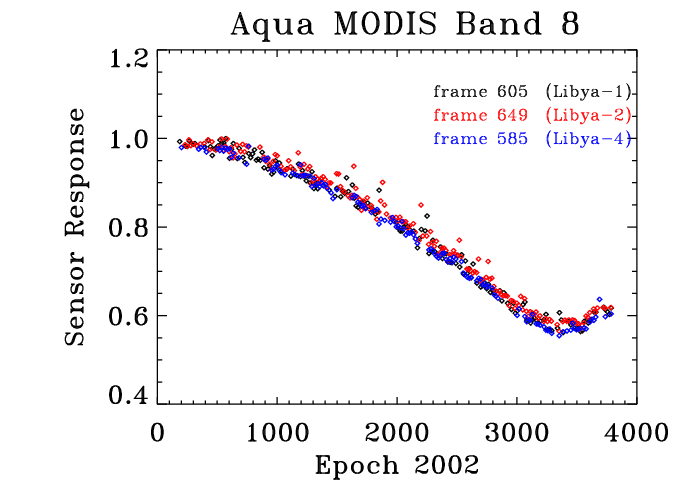 Aqua MODIS Band 8
frame 605 (Libya-1)
frame 649 (Libya-2)
frame 585 (Libya-4)
Sensor Response
1.2
1.0
0.8
0.6
0.4
0 1000 2000 3000 4000
Epoch 2002